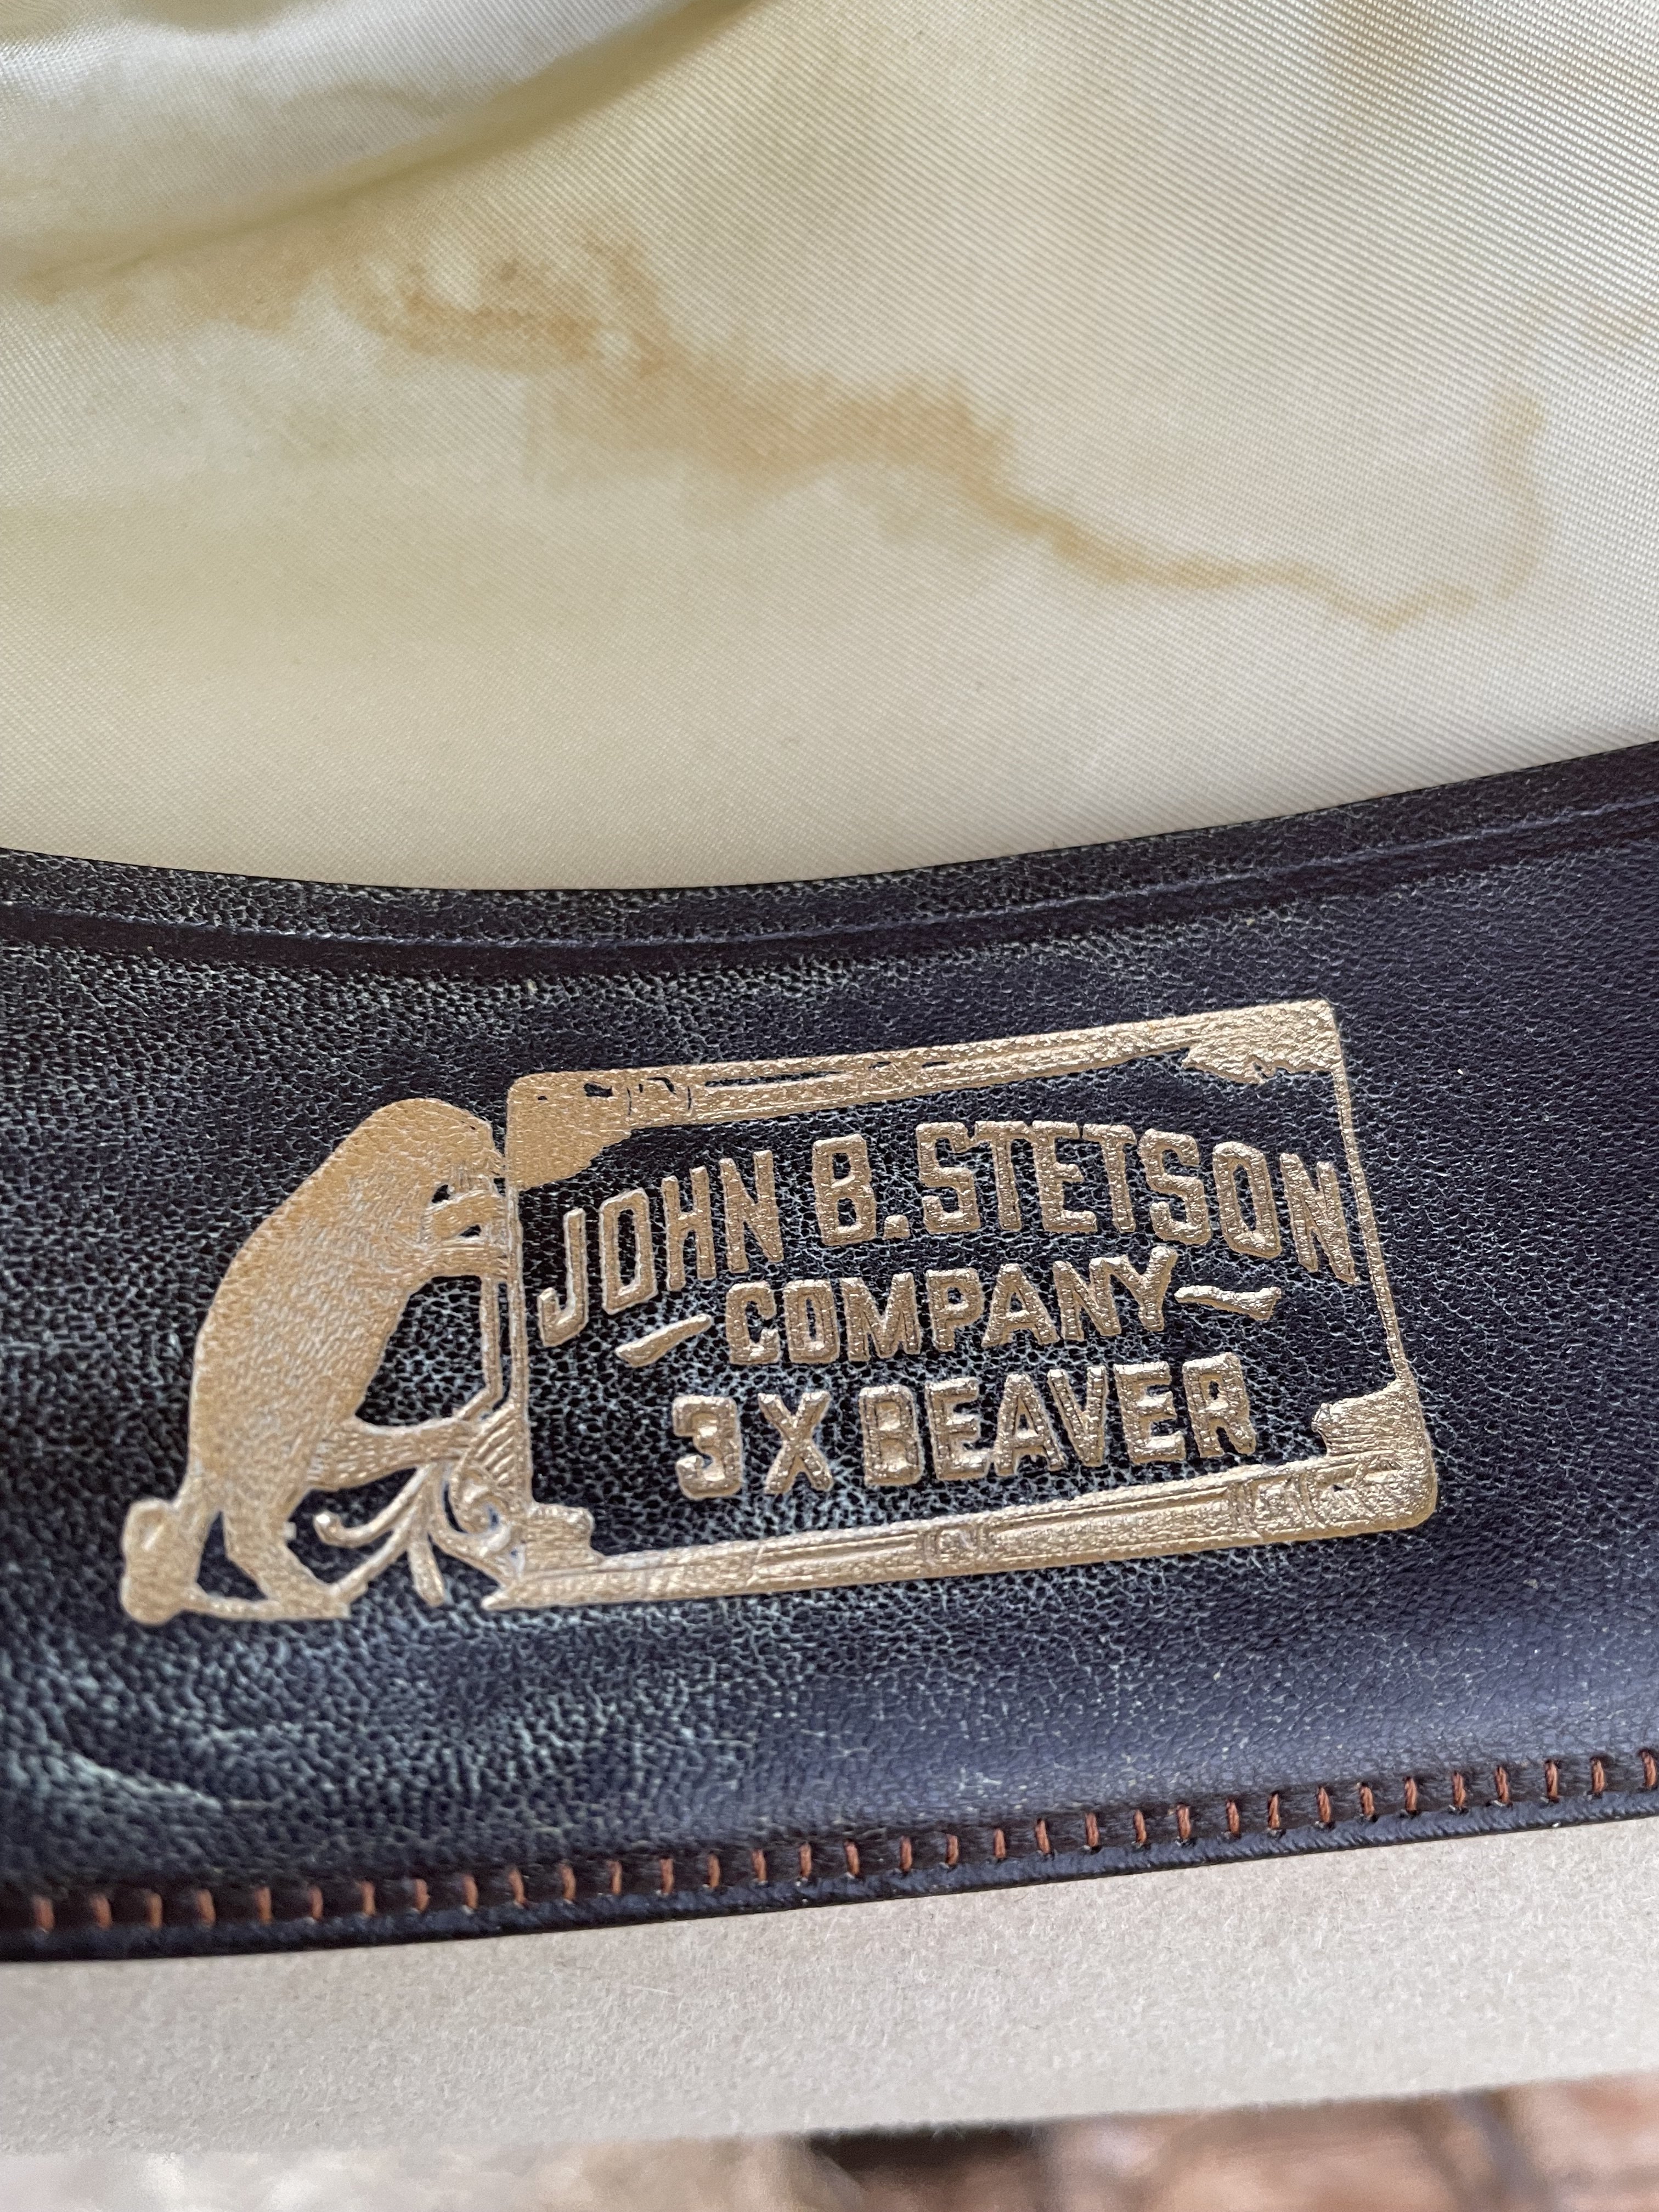 JOHN B. STETSON
- COMPANY -
3X BEAVER